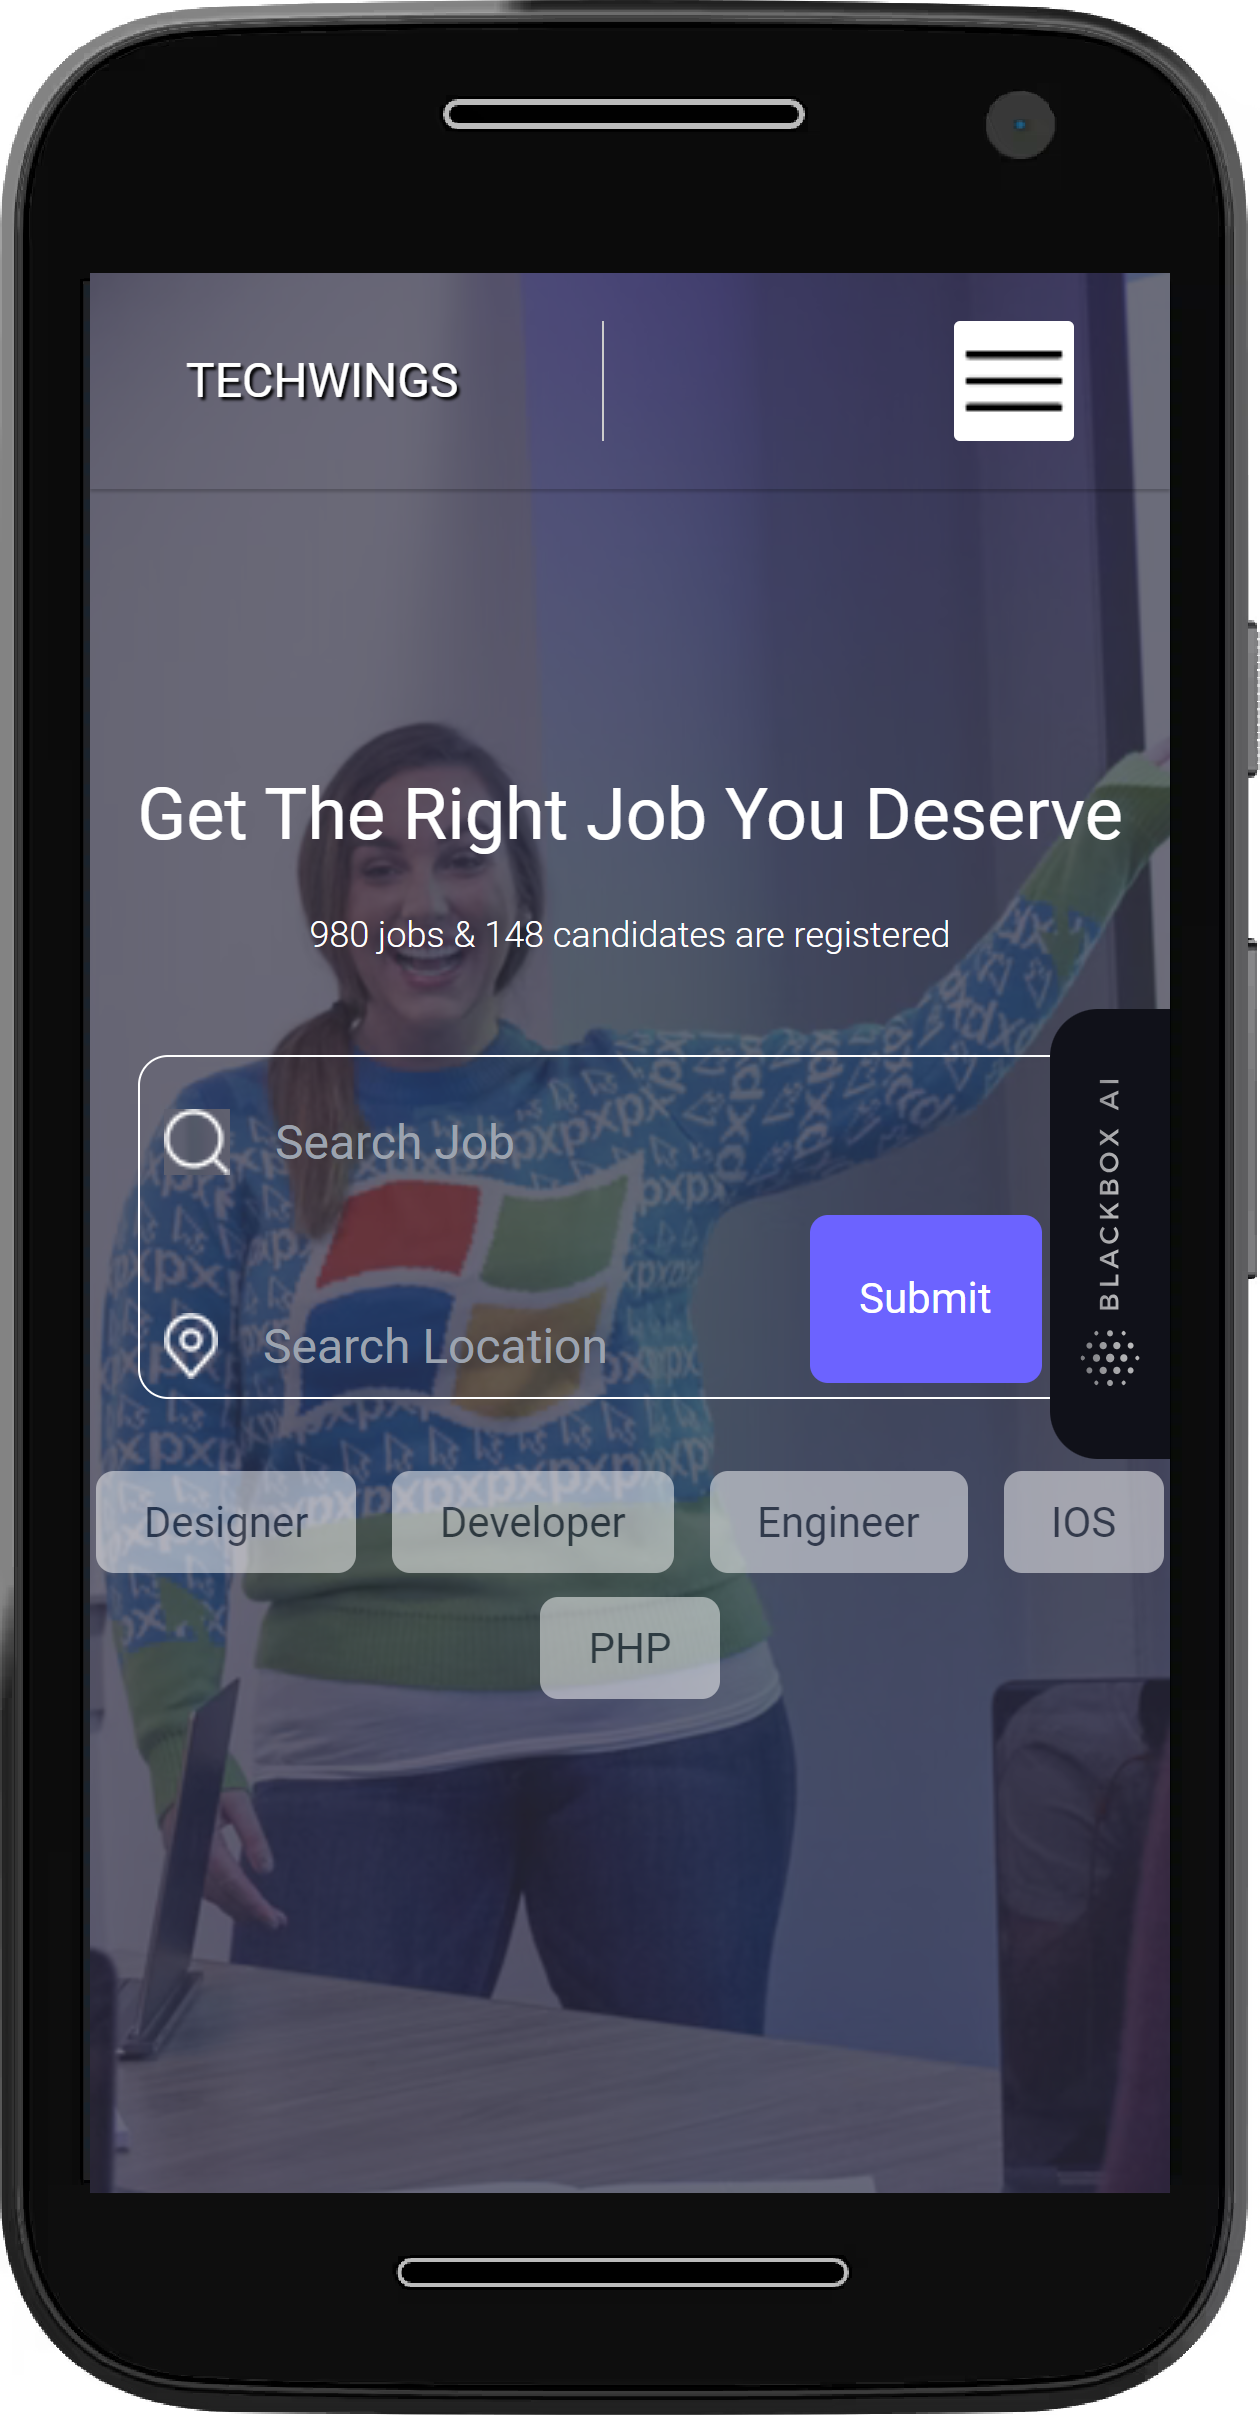 TECHWINGS
Get The Right Job You Deserve
980 jobs & 148 candidates are registered
Search Job
Submit
Search Location
BLACKBOX AI
Designer
Developer
Engineer
IOS
PHP